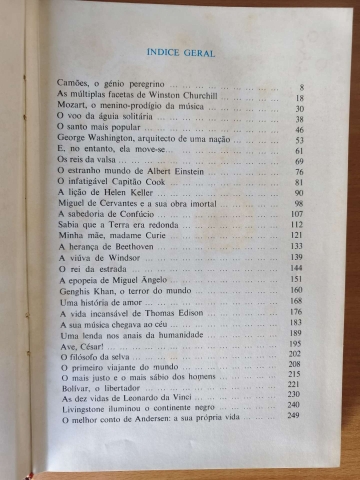 INDICE GERAL
Camões, o génio peregrino ... ... ... ... ... ... ... ... 8
As múltiplas facetas de Winston Churchill ... ... ... ... 18
Mozart, o menino-prodígio da música ... ... ... ... ... 30
O voo da águia solitária ... ... ... ... ... ... ... ... 38
O santo mais popular ... ... ... ... ... ... ... ... ... 46
George Washington, arquitecto de uma nação ... ... ... 53
E, no entanto, ela move-se... ... ... ... ... ... ... ... 61
Os reis da valsa ... ... ... ... ... ... ... ... ... ... 69
O estranho mundo de Albert Einstein ... ... ... ... ... 76
O infatigável Capitão Cook ... ... ... ... ... ... ... 81
A lição de Helen Keller ... ... ... ... ... ... ... ... 90
Miguel de Cervantes e a sua obra imortal ... ... ... ... 98
A sabedoria de Confúcio ... ... ... ... ... ... ... ... 107
Sabia que a Terra era redonda ... ... ... ... ... ... ... 112
Minha mãe, madame Curie ... ... ... ... ... ... ... ... 121
A herança de Beethoven ... ... ... ... ... ... ... ... 133
A viúva de Windsor ... ... ... ... ... ... ... ... ... 139
O rei da estrada ... ... ... ... ... ... ... ... ... ... 144
A epopeia de Miguel Ângelo ... ... ... ... ... ... ... 151
Genghis Khan, o terror do mundo ... ... ... ... ... ... 160
Uma história de amor ... ... ... ... ... ... ... ... ... 168
A vida incansável de Thomas Edison ... ... ... ... ... 176
A sua música chegava ao céu ... ... ... ... ... ... ... 183
Uma lenda nos anais da humanidade ... ... ... ... ... 189
Ave, César! ... ... ... ... ... ... ... ... ... ... ... 195
O filósofo da selva ... ... ... ... ... ... ... ... ... 202
O primeiro viajante do mundo ... ... ... ... ... ... ... 208
O mais justo e o mais sábio dos homens ... ... ... ... 215
Bolívar, o libertador ... ... ... ... ... ... ... ... ... 221
As dez vidas de Leonardo da Vinci ... ... ... ... ... ... 230
Livingstone iluminou o continente negro ... ... ... ... 240
O melhor conto de Andersen: a sua própria vida ... ... ... 249